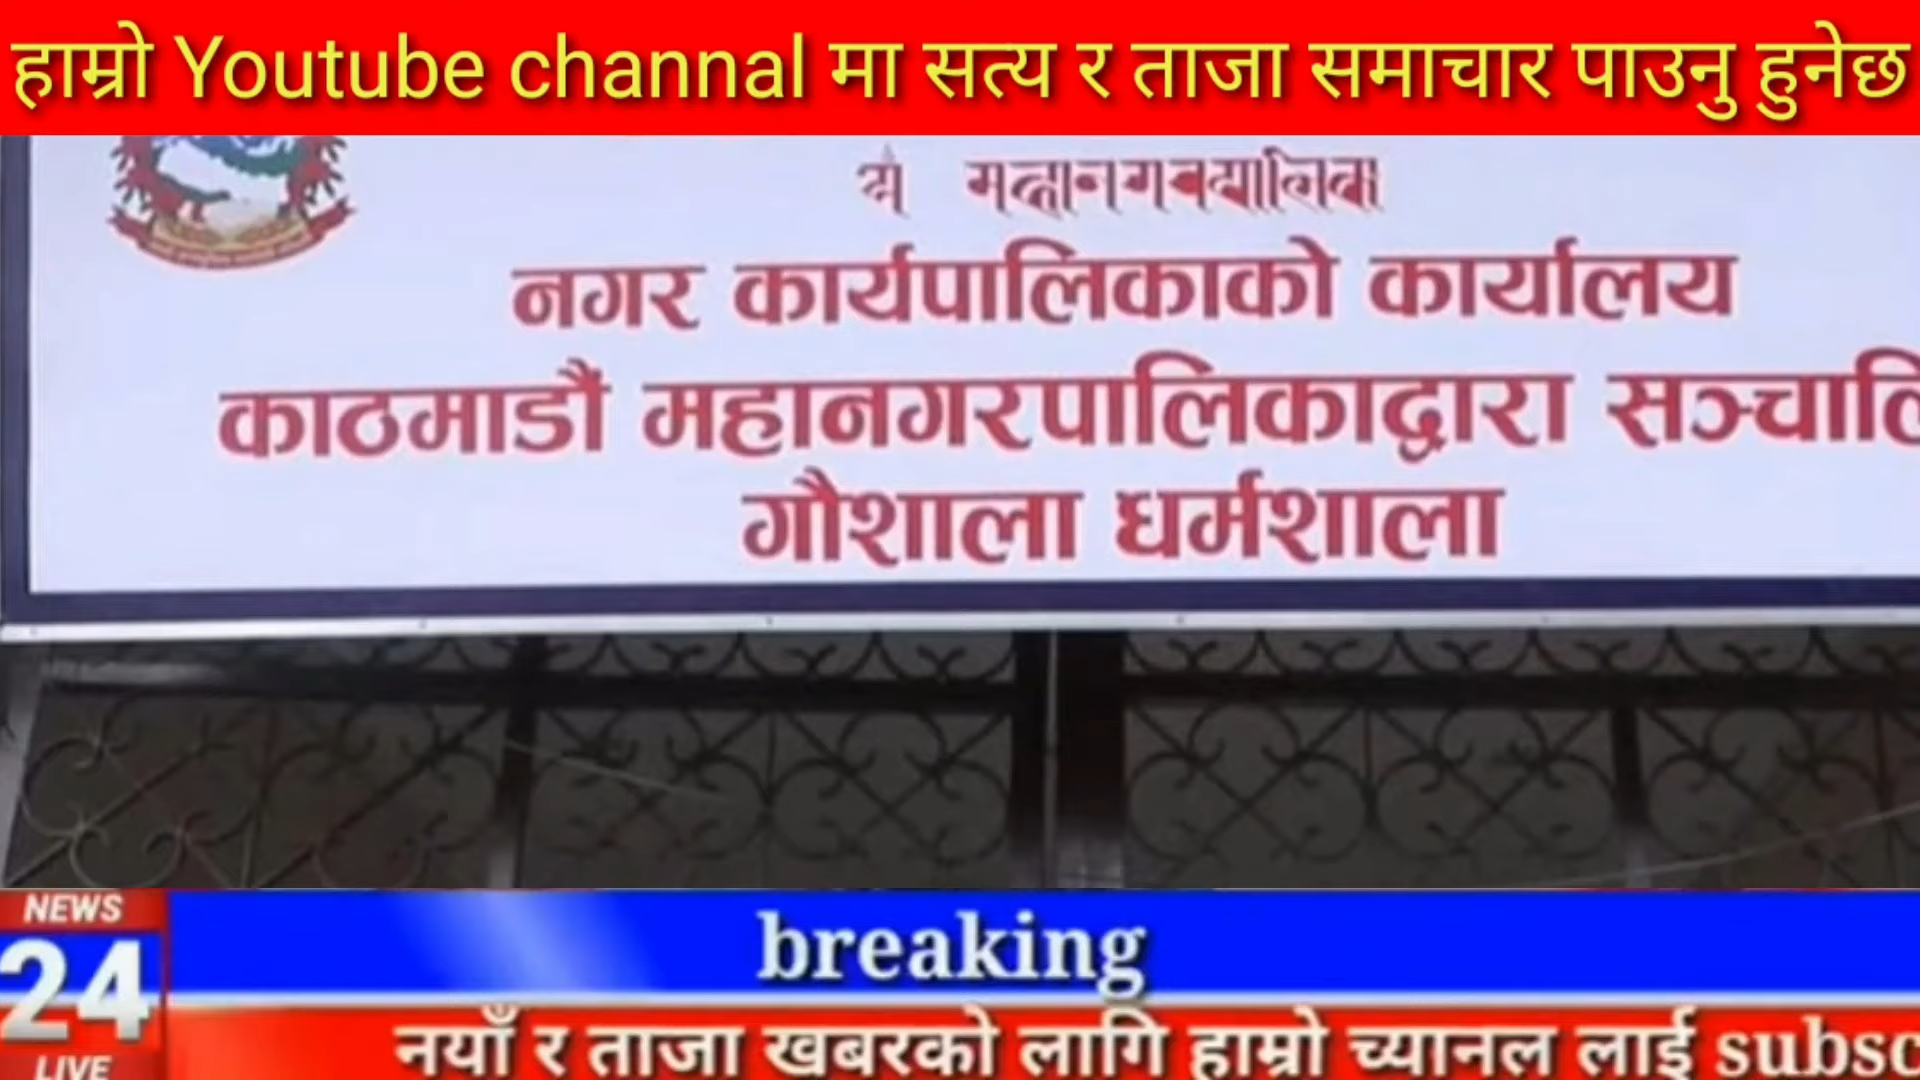 हाम्रो Youtube channal मा सत्य र ताजा समाचार पाउनु हुनेछ
नगर कार्यपालिकाको कार्यालय
काठमाडौं महानगरपालिकाद्वारा सञ्चालि
गौशाला धर्मशाला
NEWS
24
LIVE
breaking
नयाँ र ताजा खबरको लागि हाम्रो च्यानल लाई subsc